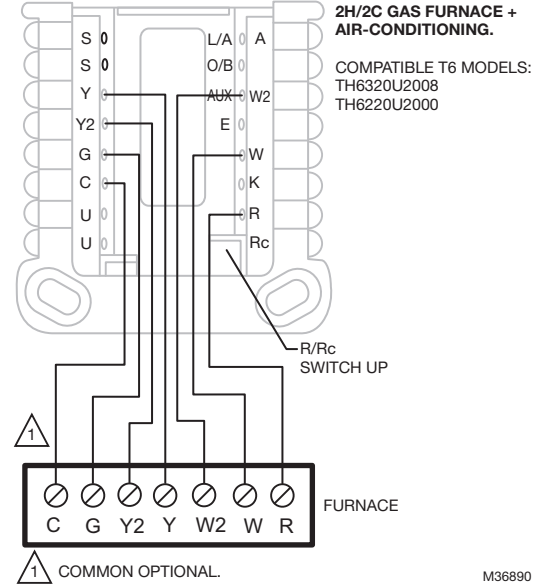 2H/2C GAS FURNACE +
AIR-CONDITIONING.
COMPATIBLE T6 MODELS:
TH6320U2008
TH6220U2000
S L/A A
S O/B
Y AUX W2
Y2 E
G W
C K
U R
U Rc
R/Rc
SWITCH UP
1
C G Y2 Y W2 W R
FURNACE
1 COMMON OPTIONAL.
M36890